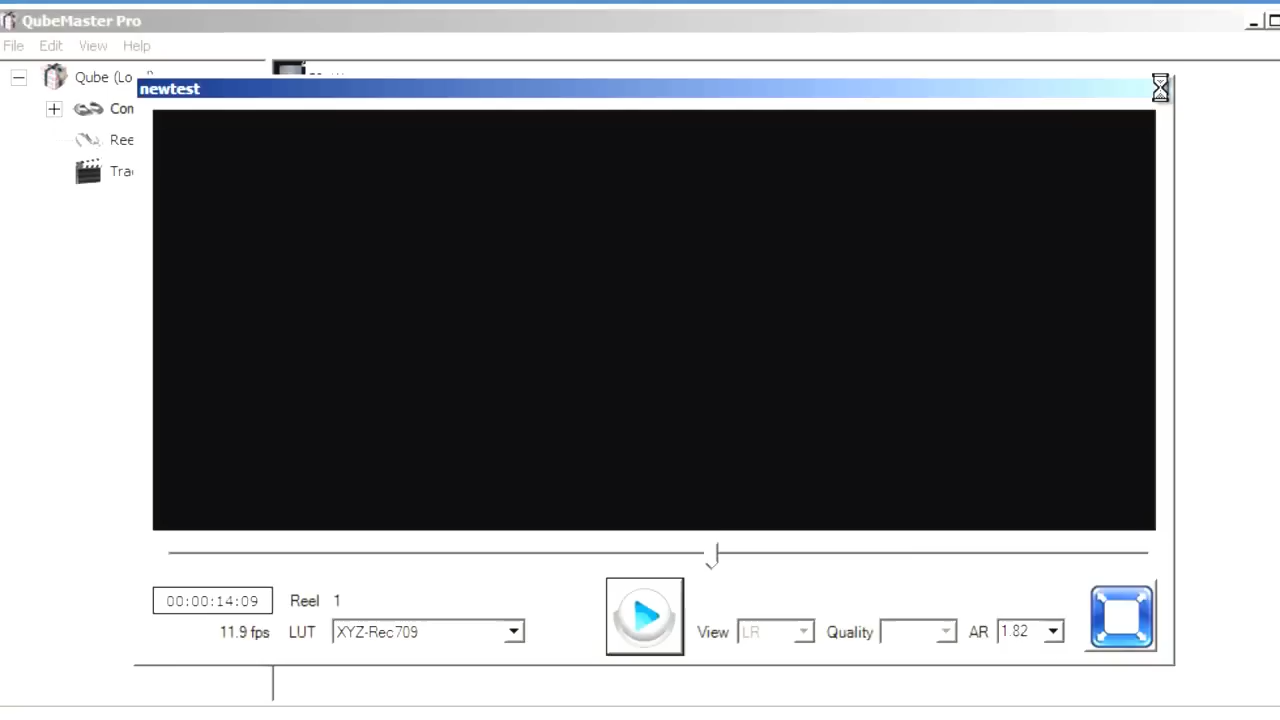 QubeMaster Pro
File Edit View Help
Qube (Lo
newtest
Con
Ree
Tra
00:00:14:09 Reel 1
11.9 fps LUT XYZ-Rec709 View LR Quality AR 1.82